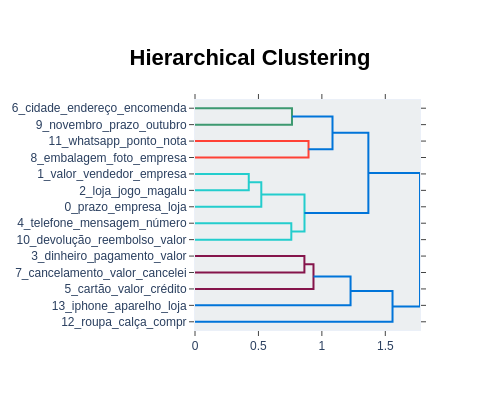 Hierarchical Clustering
6_cidade_endereço_encomenda
9_novembro_prazo_outubro
11_whatsapp_ponto_nota
8_embalagem_foto_empresa
1_valor_vendedor_empresa
2_loja_jogo_magalu
0_prazo_empresa_loja
4_telefone_mensagem_número
10_devolução_reembolso_valor
3_dinheiro_pagamento_valor
7_cancelamento_valor_cancelei
5_cartão_valor_crédito
13_iphone_aparelho_loja
12_roupa_calça_compr
0 0.5 1 1.5